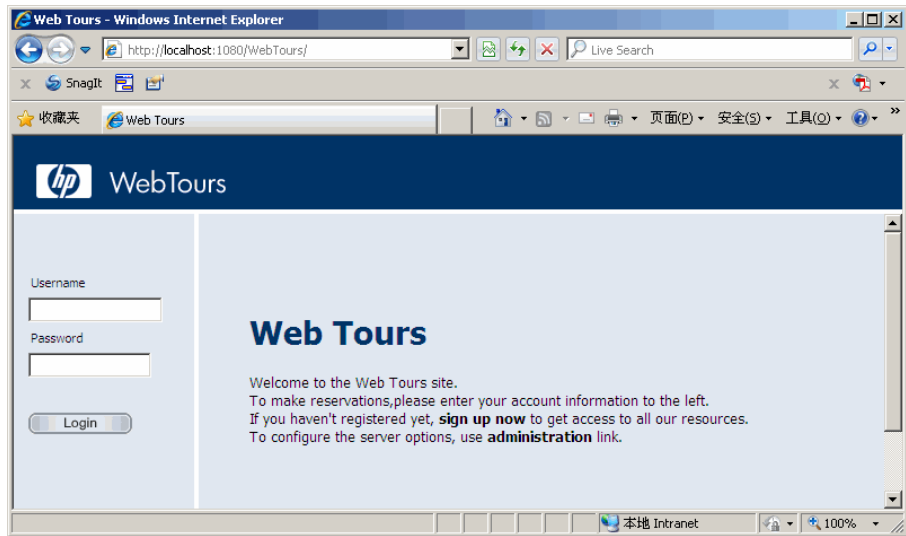 Web Tours - Windows Internet Explorer
http://localhost:1080/WebTours/
Live Search
x SnagIt x
收藏夹 Web Tours 页面(P) 安全(S) 工具(O) »
hp WebTours
Username
Password
Login
Web Tours
Welcome to the Web Tours site.
To make reservations,please enter your account information to the left.
If you haven't registered yet, sign up now to get access to all our resources.
To configure the server options, use administration link.
本地 Intranet 100%